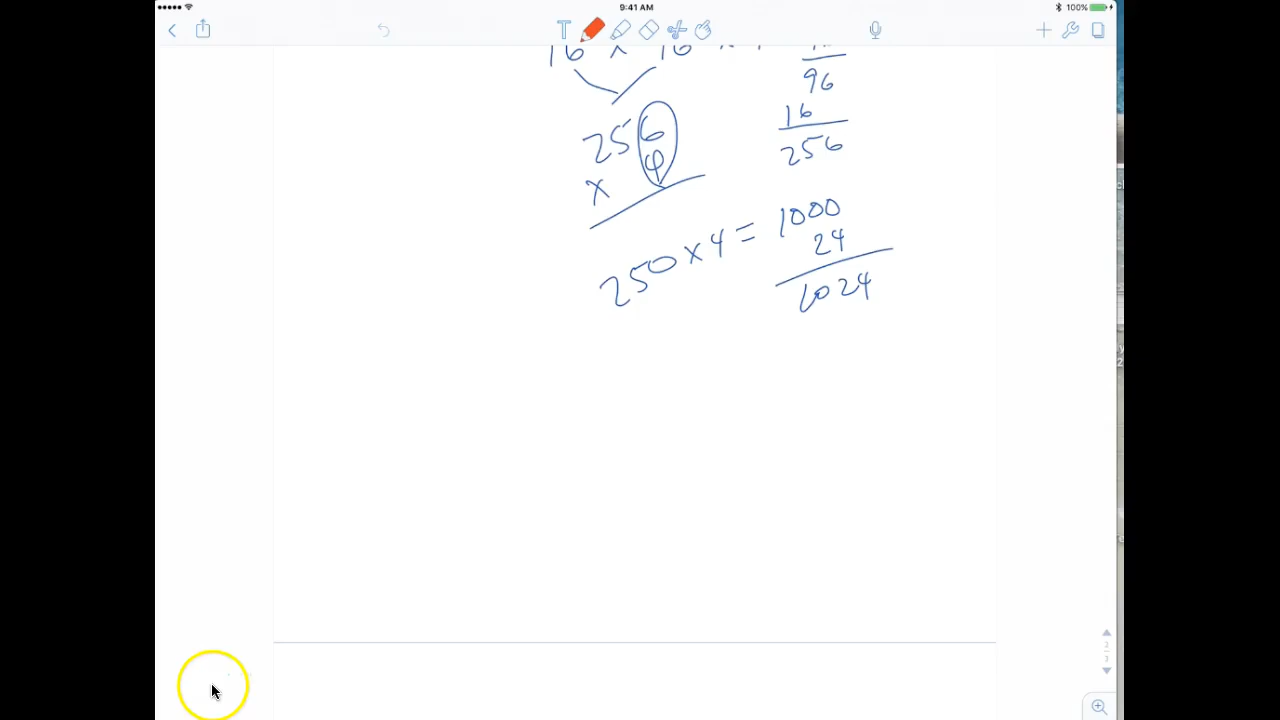 9:41 AM
100%
T
16 x 16 x
96
16
256
256
x 4
250 x 4 = 1000
24
1024